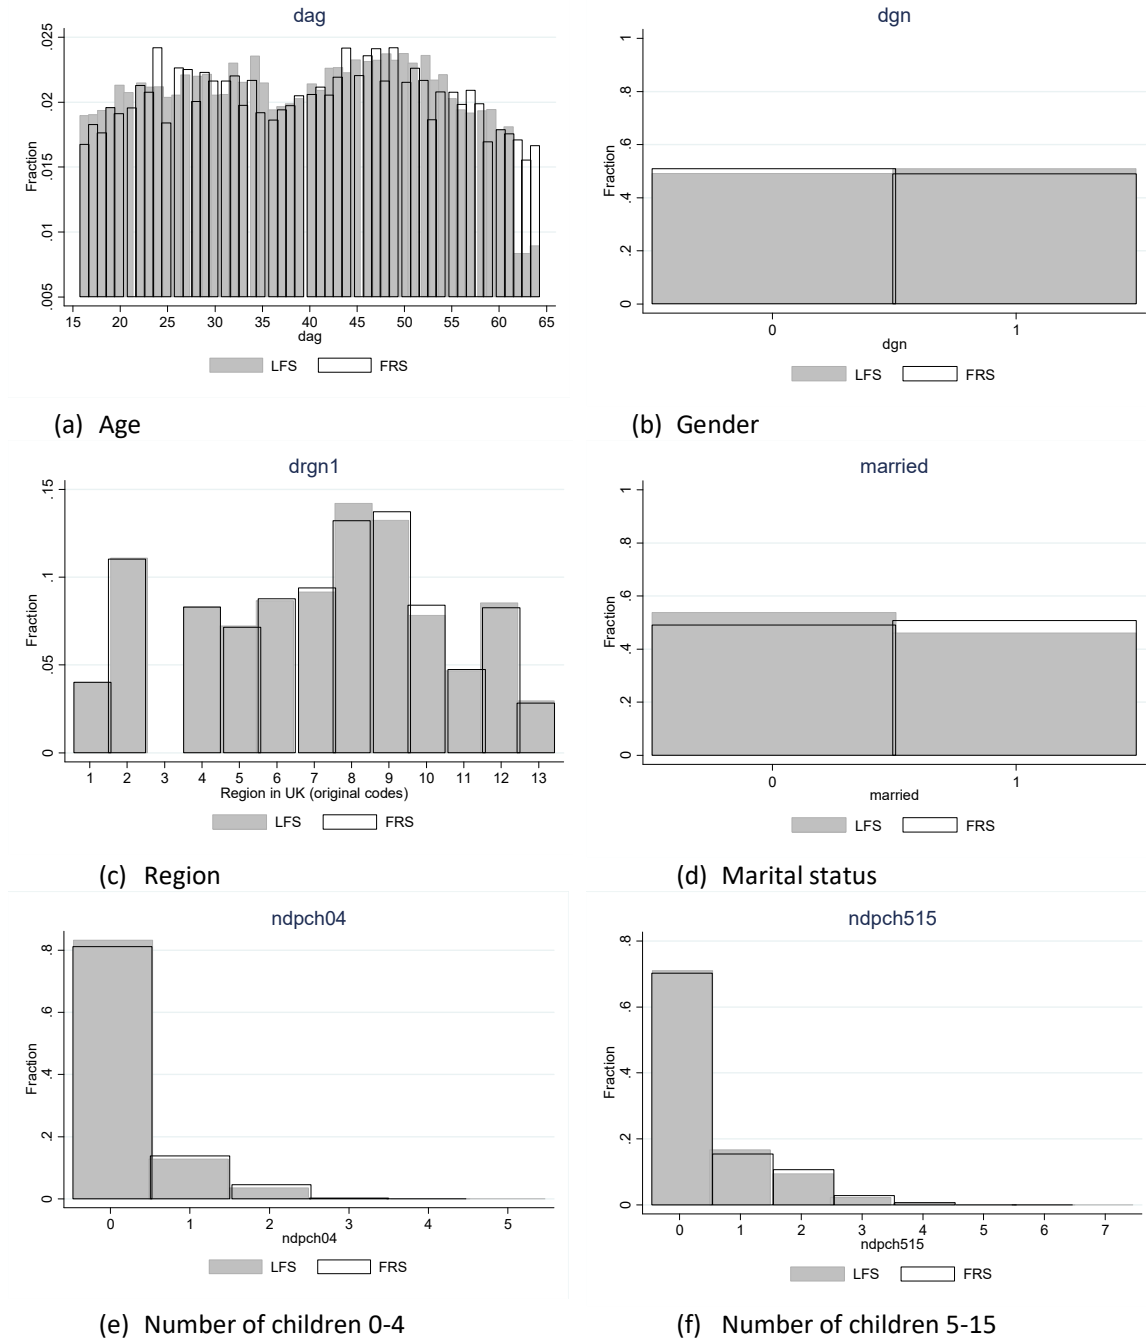 dag
.025
.02
.015
.01
.005
Fraction
15 20 25 30 35 40 45 50 55 60 65
dag
LFS FRS
(a) Age
dgn
1
.8
.6
.4
.2
0
Fraction
0 1
dgn
LFS FRS
(b) Gender
drgn1
.15
.1
.05
0
Fraction
1 2 3 4 5 6 7 8 9 10 11 12 13
Region in UK (original codes)
LFS FRS
(c) Region
married
1
.8
.6
.4
.2
0
Fraction
0 1
married
LFS FRS
(d) Marital status
ndpch04
.8
.6
.4
.2
0
Fraction
0 1 2 3 4 5
ndpch04
LFS FRS
(e) Number of children 0-4
ndpch515
.8
.6
.4
.2
0
Fraction
0 1 2 3 4 5 6 7
ndpch515
LFS FRS
(f) Number of children 5-15